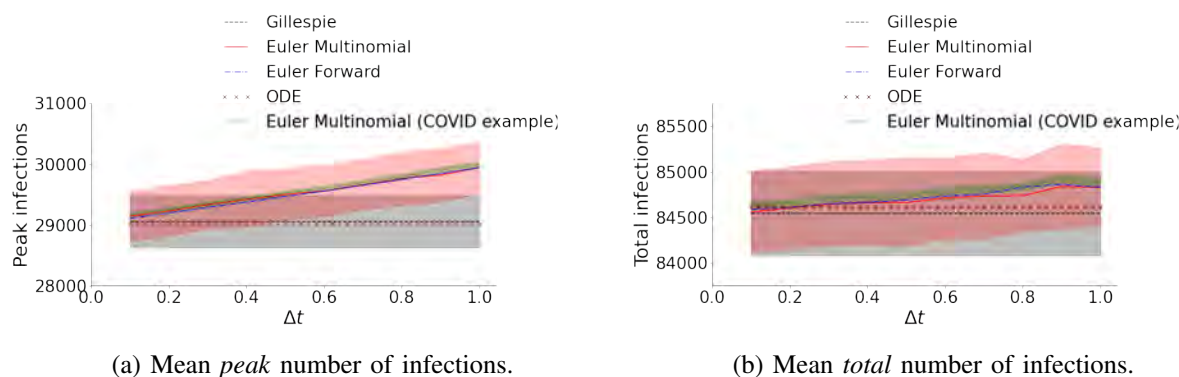 Gillespie
Euler Multinomial
Euler Forward
ODE
Euler Multinomial (COVID example)
31000
30000
29000
28000
Peak infections
0.0 0.2 0.4 0.6 0.8 1.0
Δt
(a) Mean peak number of infections.
Gillespie
Euler Multinomial
Euler Forward
ODE
Euler Multinomial (COVID example)
85500
85000
84500
84000
Total infections
0.0 0.2 0.4 0.6 0.8 1.0
Δt
(b) Mean total number of infections.